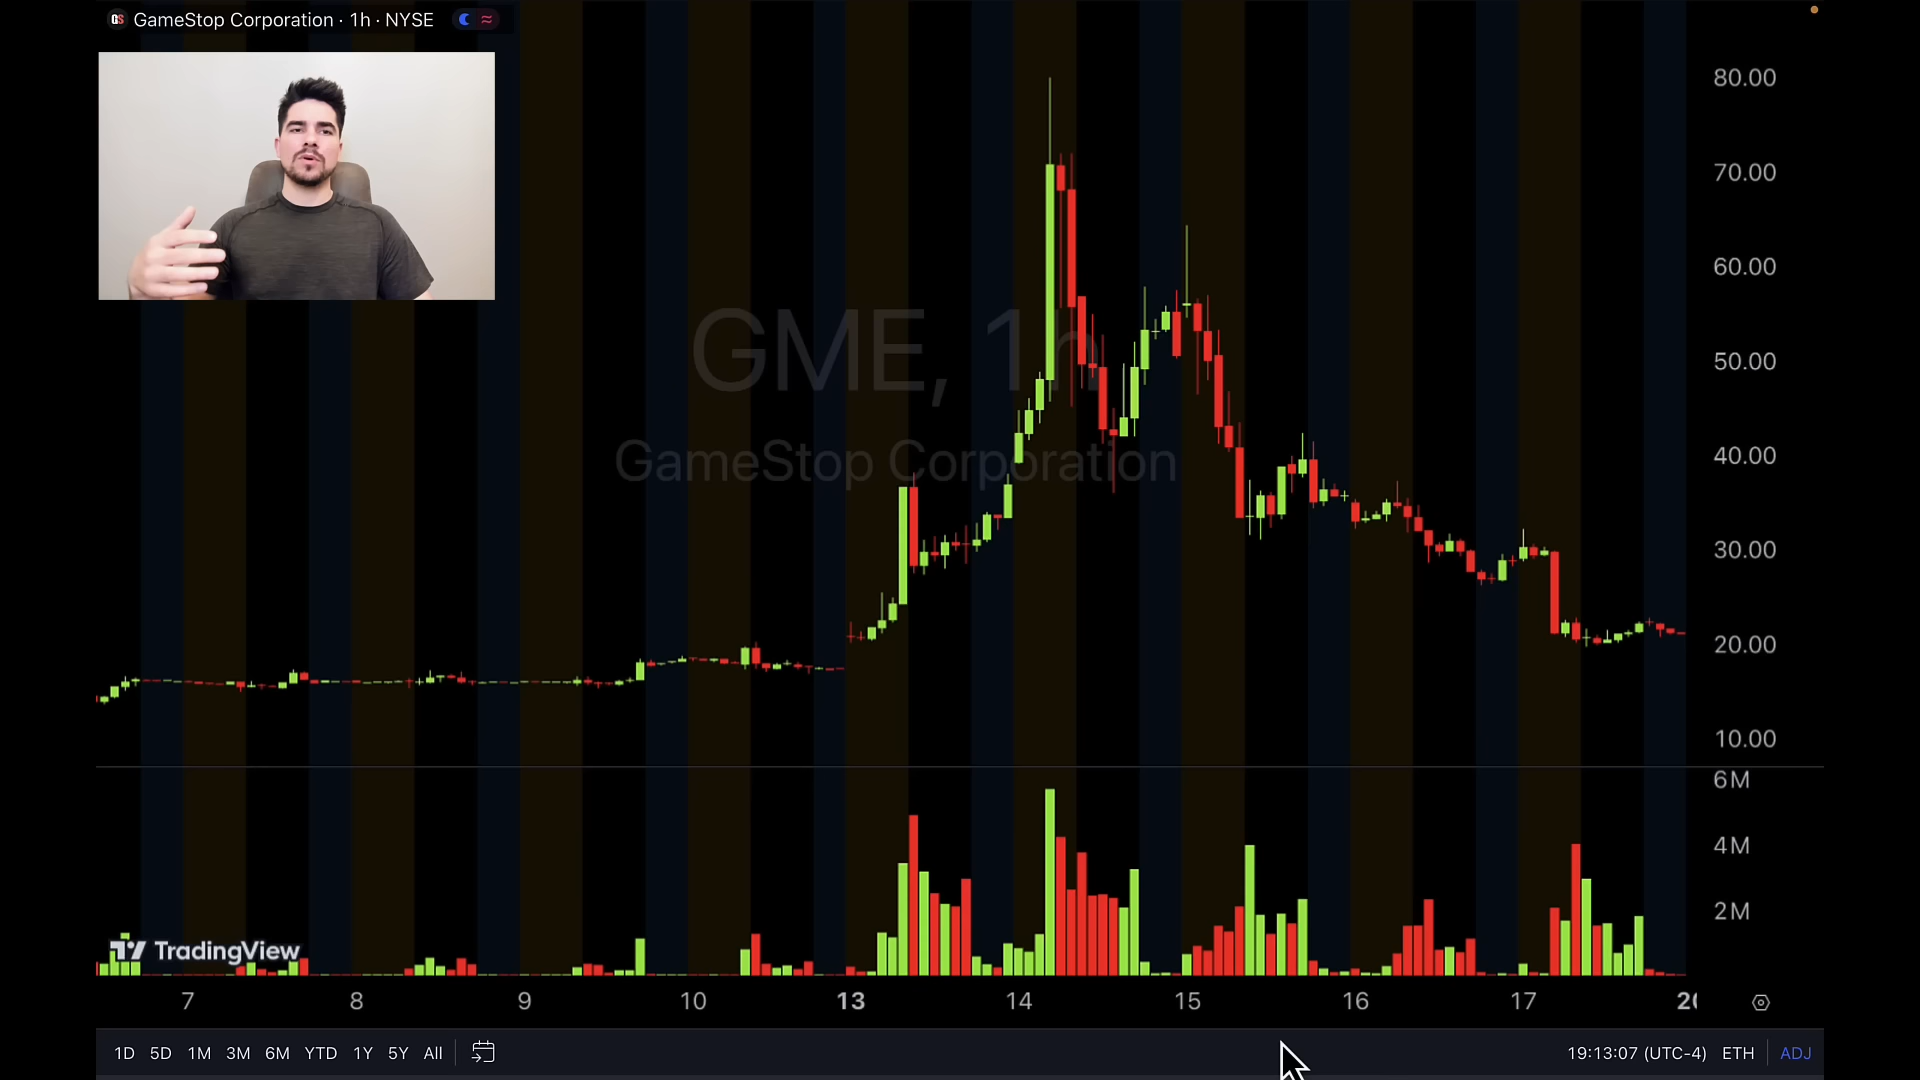 GameStop Corporation · 1h · NYSE
80.00
70.00
60.00
GME, 1h
50.00
GameStop Corporation
40.00
30.00
20.00
10.00
6M
4M
2M
TradingView
7 8 9 10 13 14 15 16 17
1D 5D 1M 3M 6M YTD 1Y 5Y All 19:13:07 (UTC-4) ETH ADJ